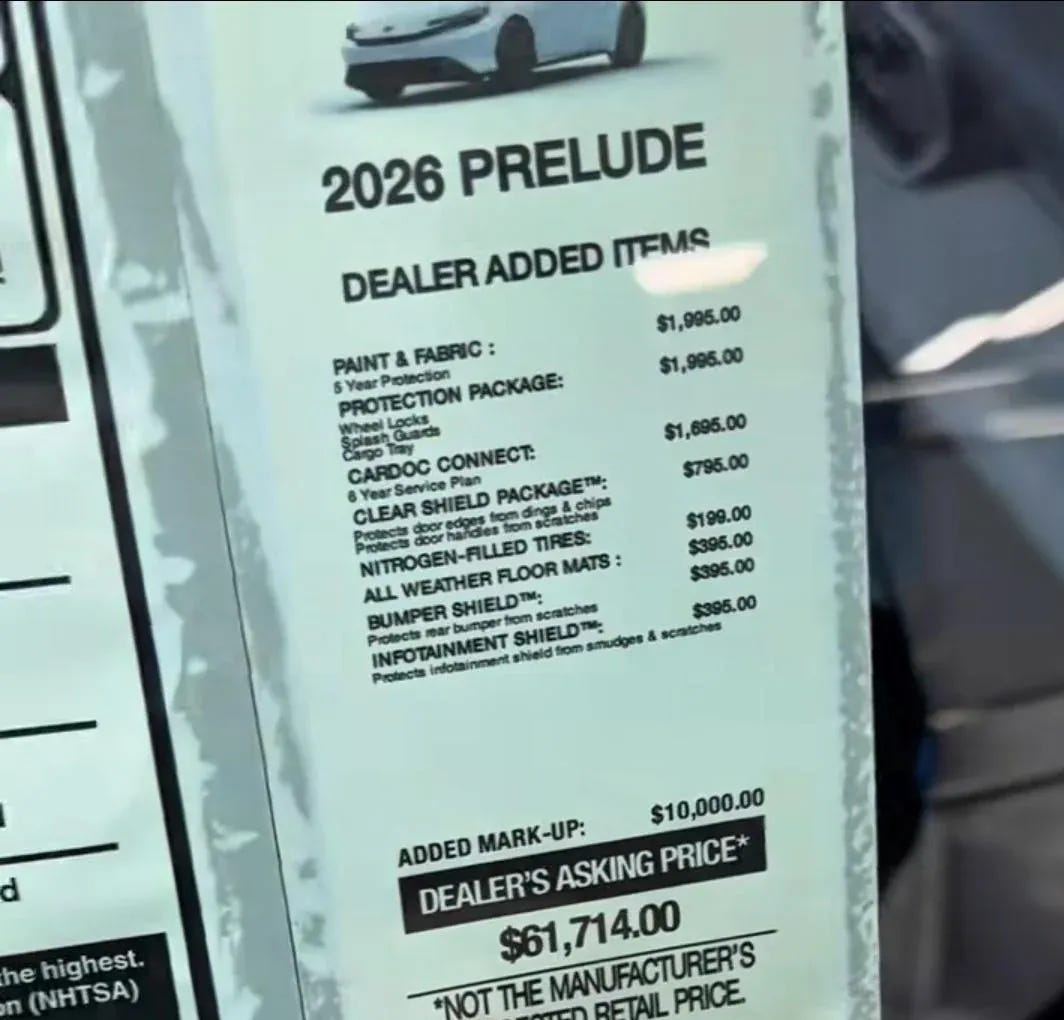 2026 PRELUDE
DEALER ADDED ITEMS
PAINT & FABRIC : $1,995.00
5 Year Protection
PROTECTION PACKAGE: $1,995.00
Wheel Locks
Splash Guards
Cargo Tray
CARDOC CONNECT: $1,695.00
6 Year Service Plan
CLEAR SHIELD PACKAGE™: $795.00
Protects door edges from dings & chips
Protects door handles from scratches
NITROGEN-FILLED TIRES: $199.00
ALL WEATHER FLOOR MATS : $395.00
BUMPER SHIELD™: $395.00
Protects rear bumper from scratches
INFOTAINMENT SHIELD™: $395.00
Protects infotainment shield from smudges & scratches
ADDED MARK-UP: $10,000.00
DEALER'S ASKING PRICE*
$61,714.00
*NOT THE MANUFACTURER'S
RETAIL PRICE.
the highest.
(NHTSA)